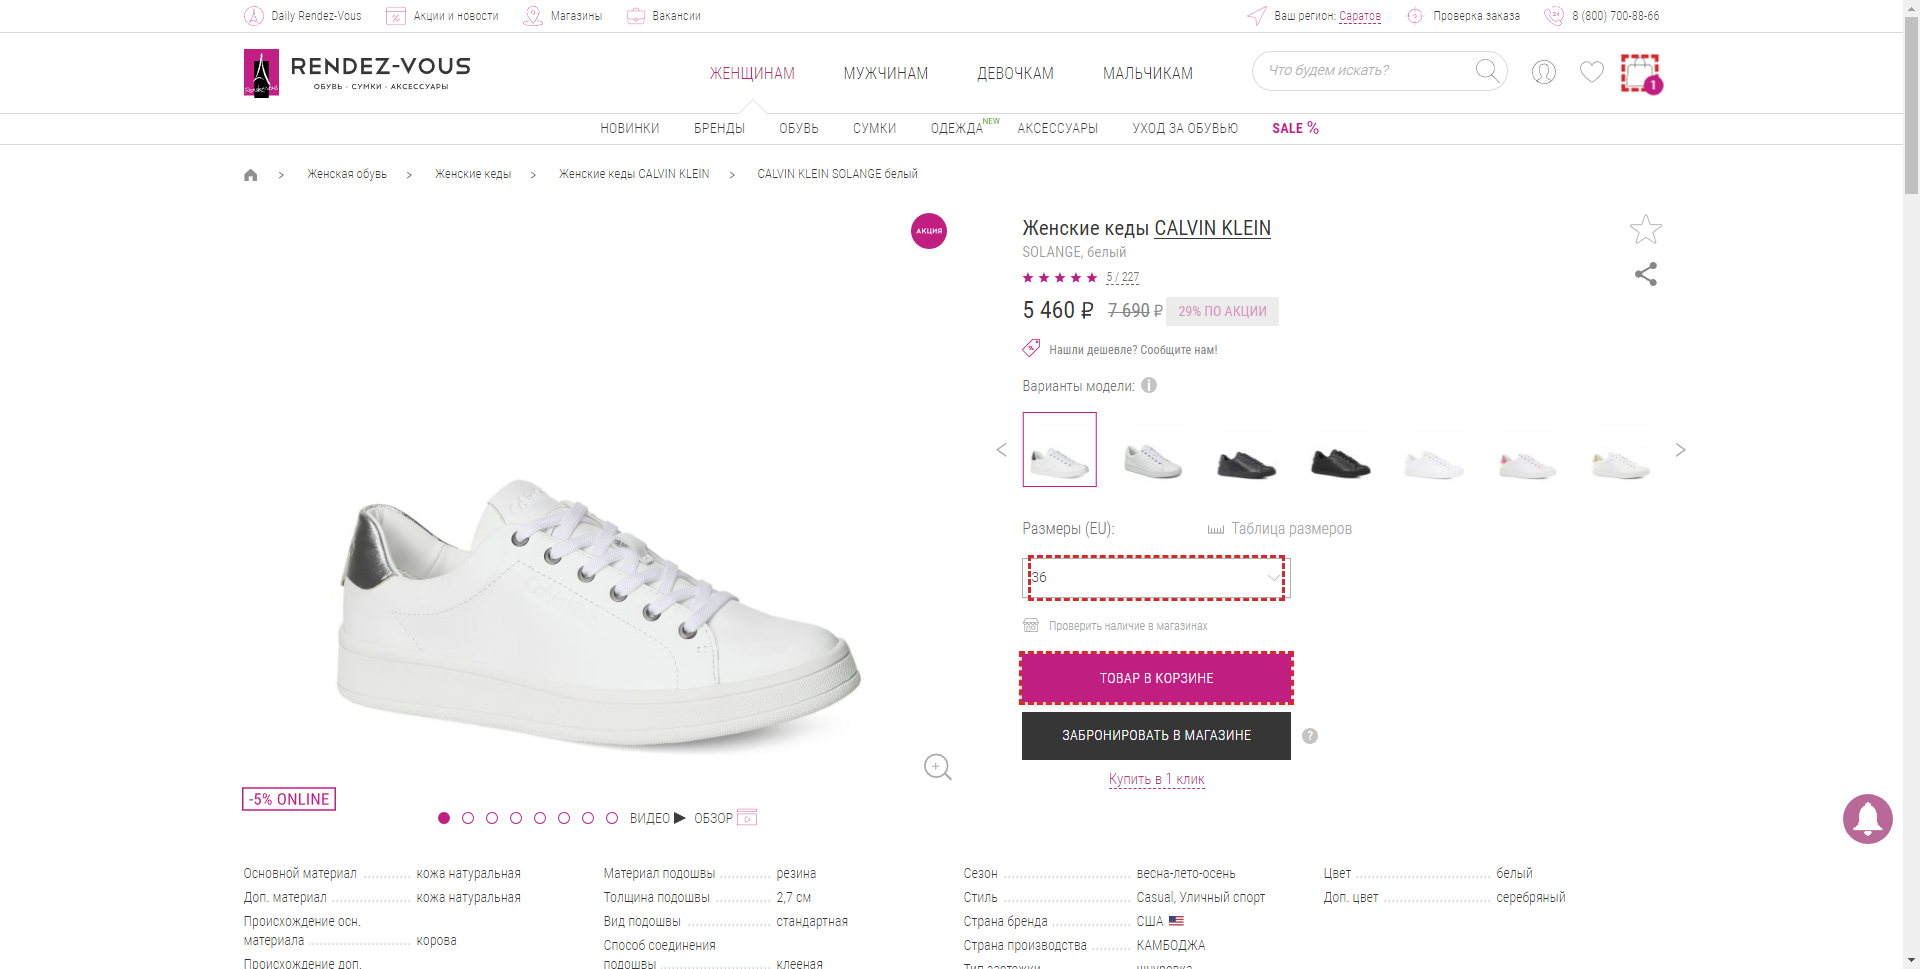 Daily Rendez-Vous Акции и новости Магазины Вакансии Ваш регион: Саратов Проверка заказа 8 (800) 700-88-66
RENDEZ-VOUS
ОБУВЬ · СУМКИ · АКСЕССУАРЫ
ЖЕНЩИНАМ МУЖЧИНАМ ДЕВОЧКАМ МАЛЬЧИКАМ Что будем искать? 1
НОВИНКИ БРЕНДЫ ОБУВЬ СУМКИ ОДЕЖДА NEW АКСЕССУАРЫ УХОД ЗА ОБУВЬЮ SALE %
> Женская обувь > Женские кеды > Женские кеды CALVIN KLEIN > CALVIN KLEIN SOLANGE белый
АКЦИЯ
Женские кеды CALVIN KLEIN
SOLANGE, белый
5 / 227
5 460 ₽ 7 690 ₽ 29% ПО АКЦИИ
Нашли дешевле? Сообщите нам!
Варианты модели: i
Размеры (EU): Таблица размеров
36
Проверить наличие в магазинах
ТОВАР В КОРЗИНЕ
ЗАБРОНИРОВАТЬ В МАГАЗИНЕ ?
Купить в 1 клик
-5% ONLINE
ВИДЕО ОБЗОР
Основной материал кожа натуральная
Доп. материал кожа натуральная
Происхождение осн.
материала корова
Происхождение доп.
Материал подошвы резина
Толщина подошвы 2,7 см
Вид подошвы стандартная
Способ соединения
подошвы клееная
Сезон весна-лето-осень
Стиль Casual, Уличный спорт
Страна бренда США
Страна производства КАМБОДЖА
Тип застежки шнуровка
Цвет белый
Доп. цвет серебряный